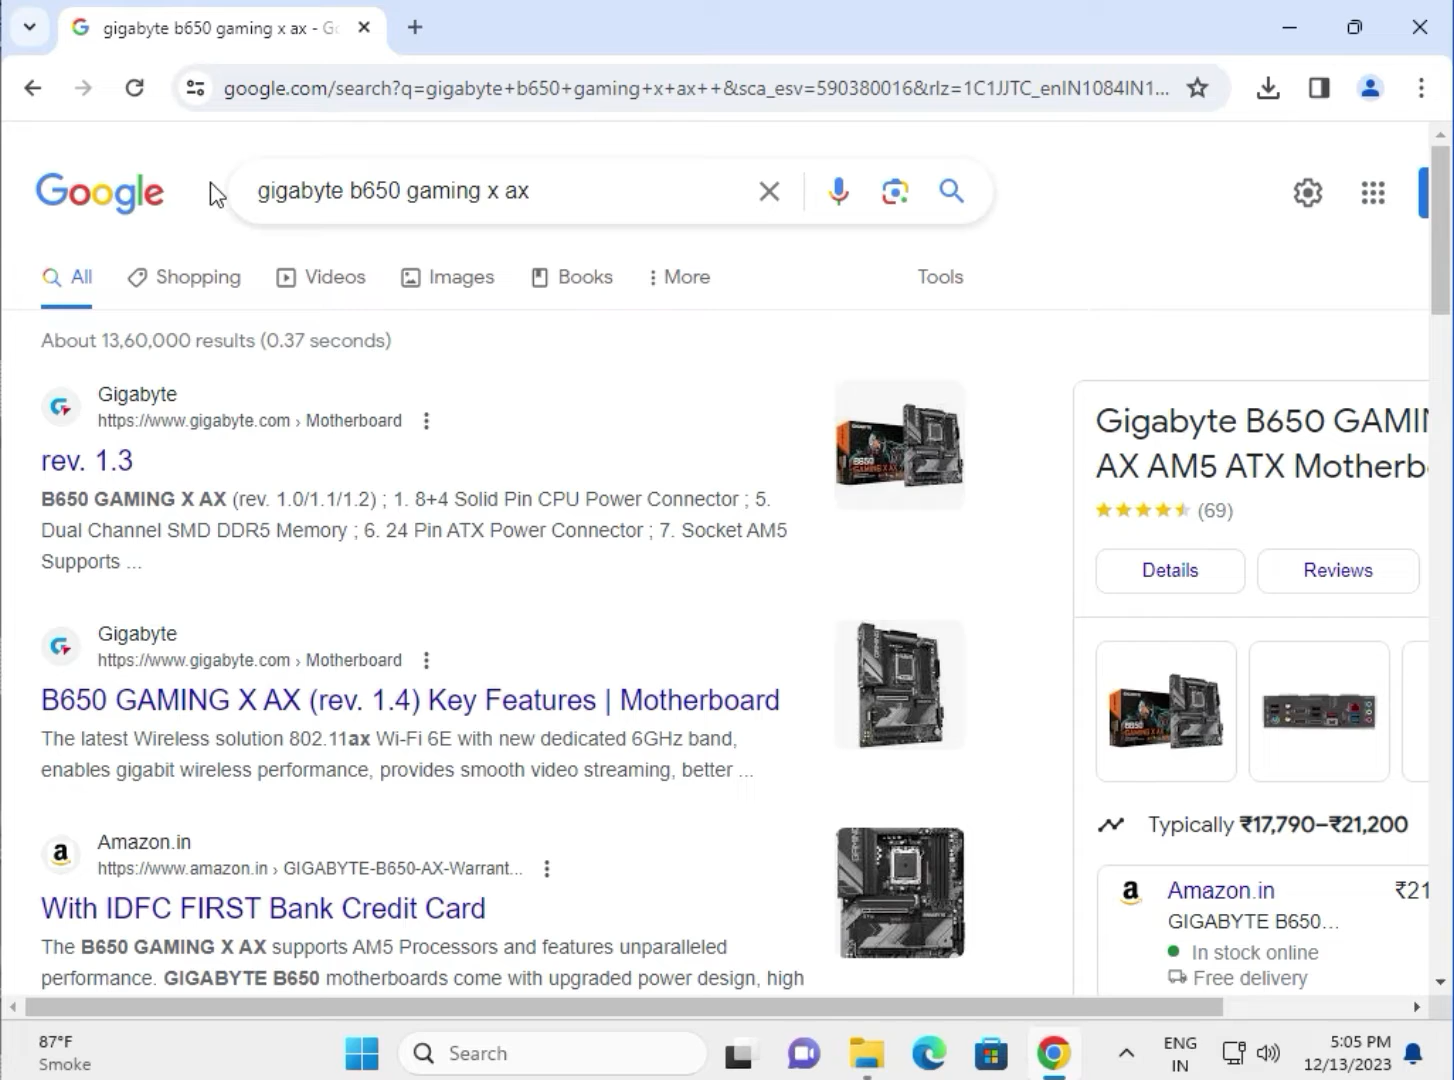 gigabyte b650 gaming x ax - Go
google.com/search?q=gigabyte+b650+gaming+x+ax++&sca_esv=590380016&rlz=1C1JJTC_enIN1084IN1...
Google
gigabyte b650 gaming x ax
All Shopping Videos Images Books More Tools
About 13,60,000 results (0.37 seconds)
Gigabyte
https://www.gigabyte.com › Motherboard
rev. 1.3
B650 GAMING X AX (rev. 1.0/1.1/1.2) ; 1. 8+4 Solid Pin CPU Power Connector ; 5.
Dual Channel SMD DDR5 Memory ; 6. 24 Pin ATX Power Connector ; 7. Socket AM5
Supports ...
Gigabyte
https://www.gigabyte.com › Motherboard
B650 GAMING X AX (rev. 1.4) Key Features | Motherboard
The latest Wireless solution 802.11ax Wi-Fi 6E with new dedicated 6GHz band,
enables gigabit wireless performance, provides smooth video streaming, better ...
Amazon.in
https://www.amazon.in › GIGABYTE-B650-AX-Warrant...
With IDFC FIRST Bank Credit Card
The B650 GAMING X AX supports AM5 Processors and features unparalleled
performance. GIGABYTE B650 motherboards come with upgraded power design, high
Gigabyte B650 GAMIN
AX AM5 ATX Motherb
(69)
Details Reviews
Typically ₹17,790–₹21,200
Amazon.in ₹21
GIGABYTE B650...
In stock online
Free delivery
87°F
Smoke
Search
ENG
IN
5:05 PM
12/13/2023